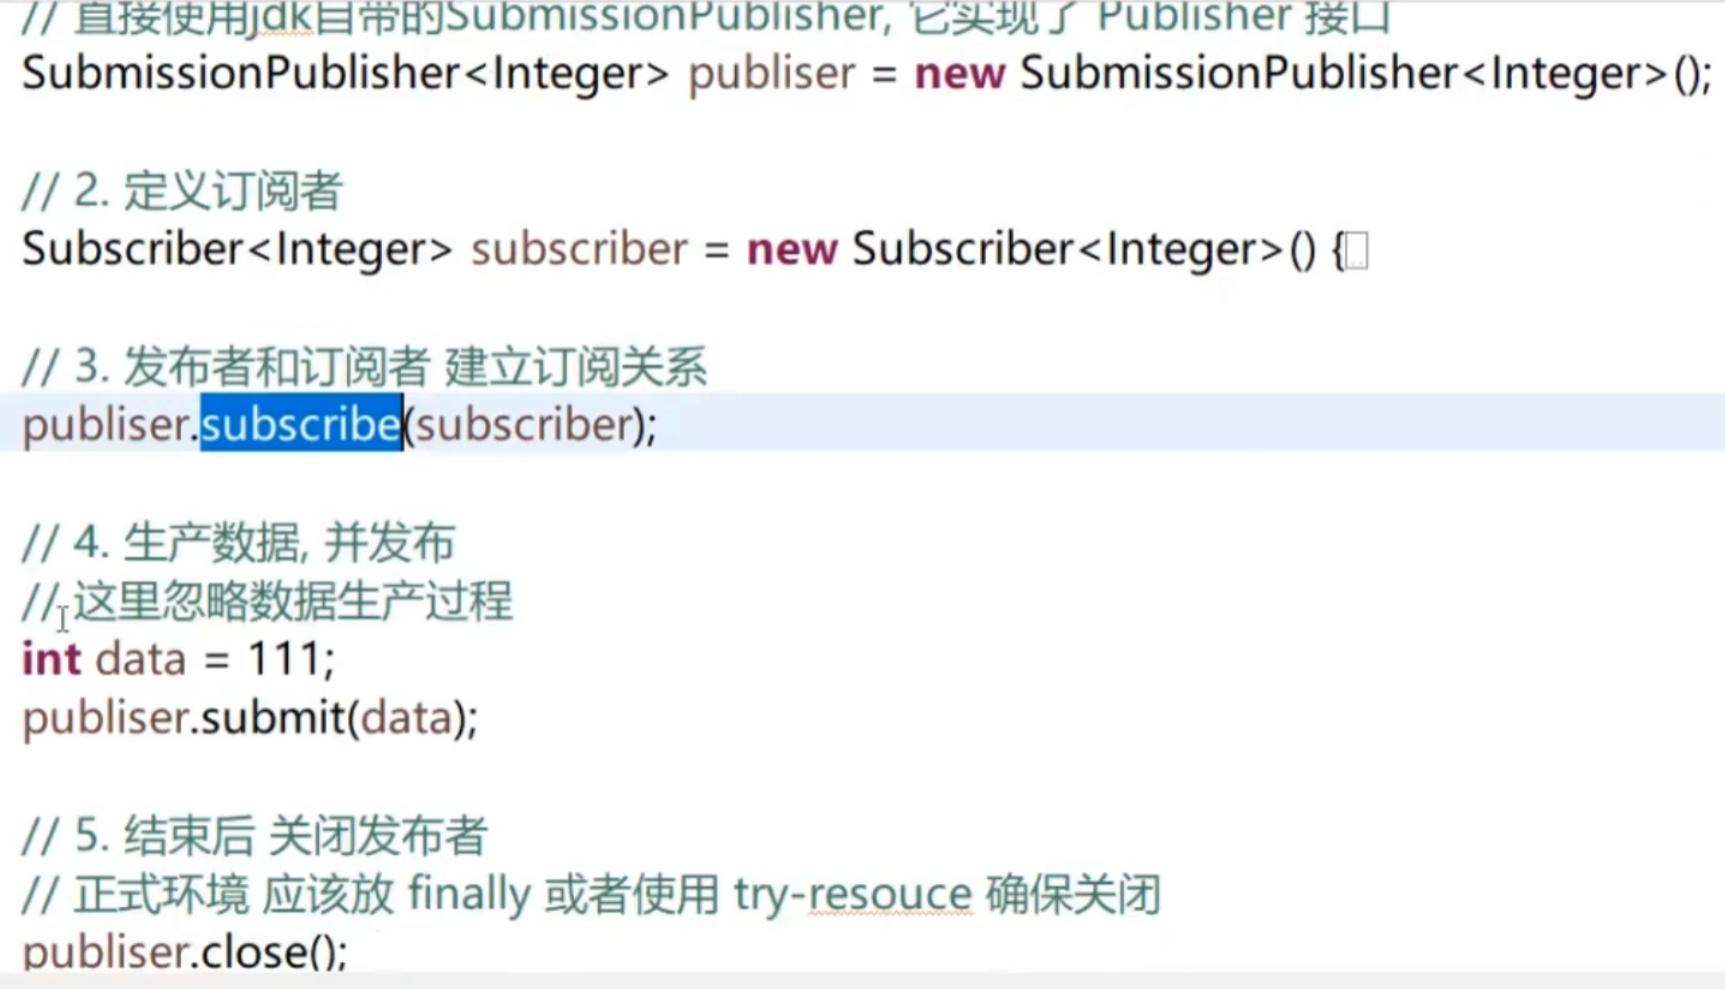 // 直接使用jdk自带的SubmissionPublisher, 它实现了 Publisher 接口
SubmissionPublisher<Integer> publiser = new SubmissionPublisher<Integer>();
// 2. 定义订阅者
Subscriber<Integer> subscriber = new Subscriber<Integer>() {
// 3. 发布者和订阅者 建立订阅关系
publiser.subscribe(subscriber);
// 4. 生产数据, 并发布
// 这里忽略数据生产过程
int data = 111;
publiser.submit(data);
// 5. 结束后 关闭发布者
// 正式环境 应该放 finally 或者使用 try-resouce 确保关闭
publiser.close();